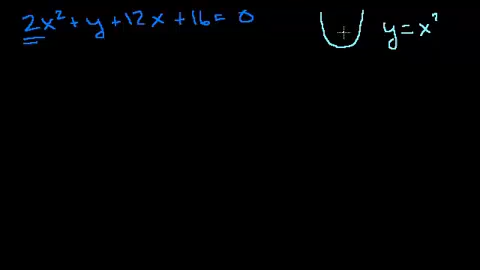 2x² + y + 12x + 16 = 0
y = x²